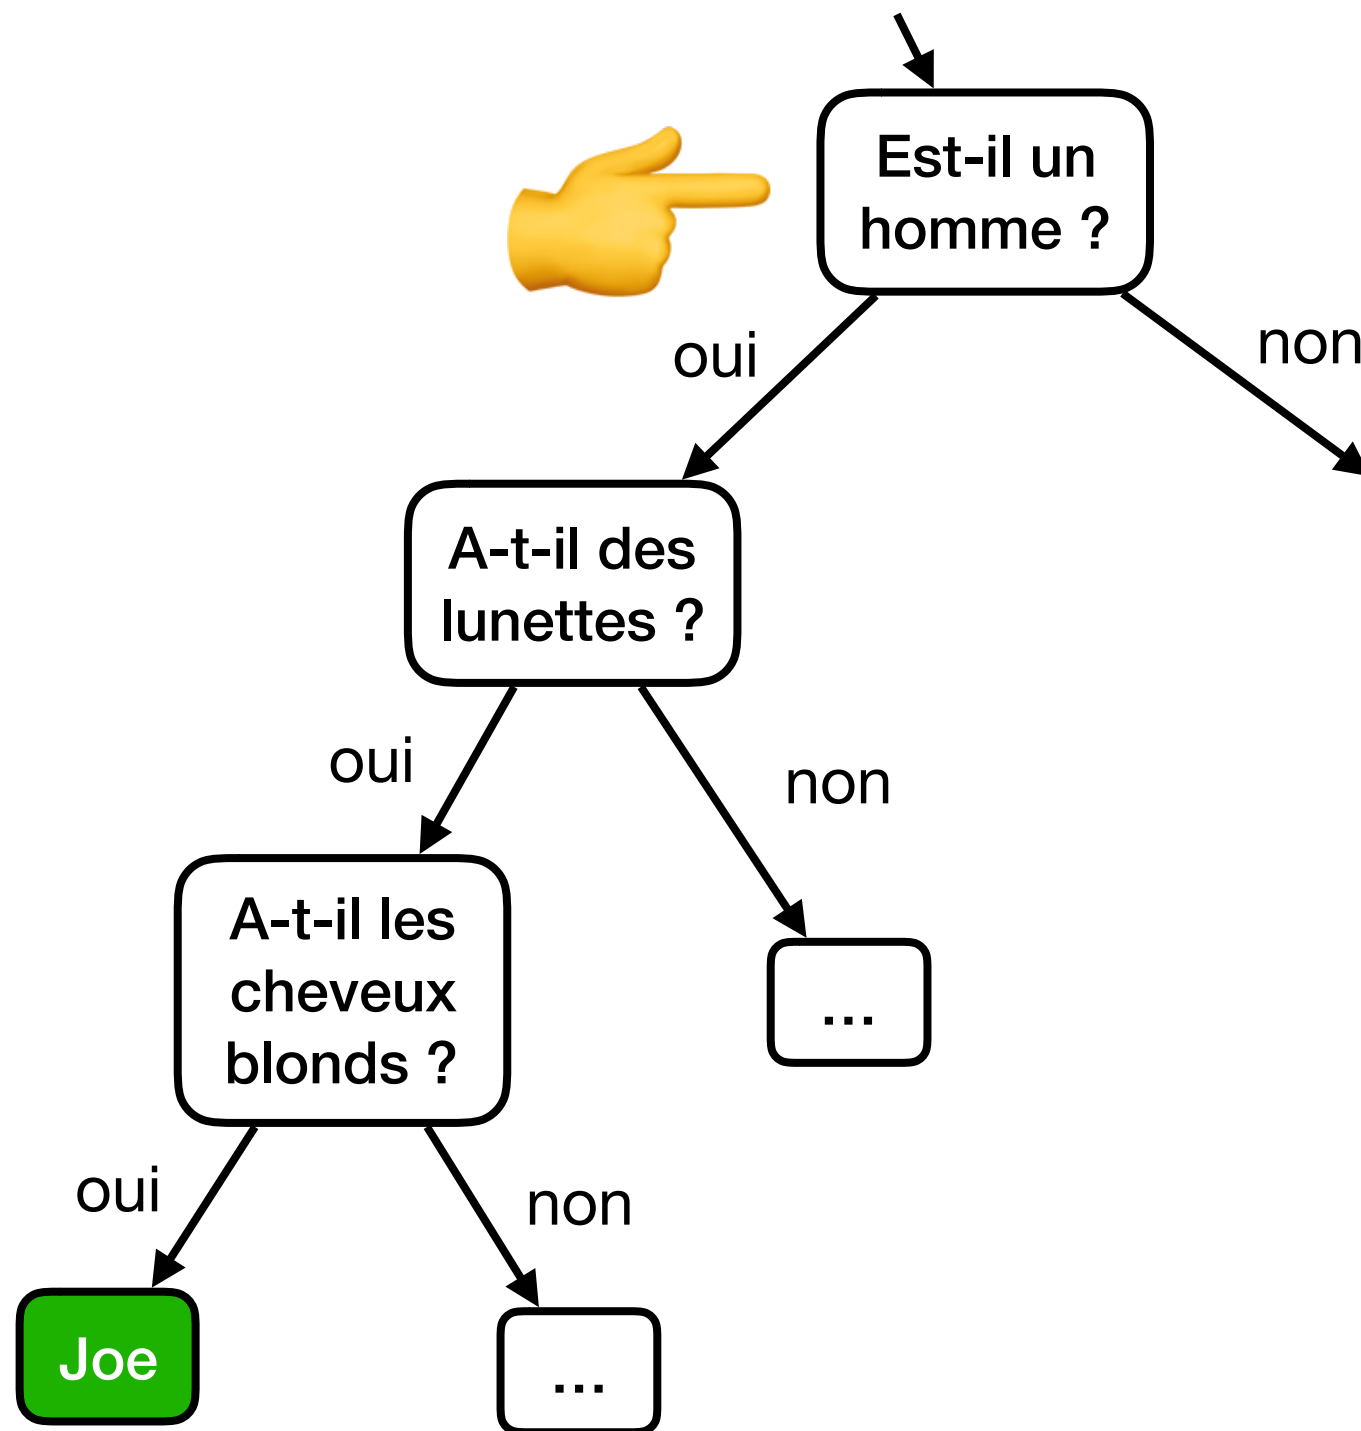 Est-il un
homme ?
oui
non
A-t-il des
lunettes ?
oui
non
A-t-il les
cheveux
blonds ?
...
oui
non
Joe
...